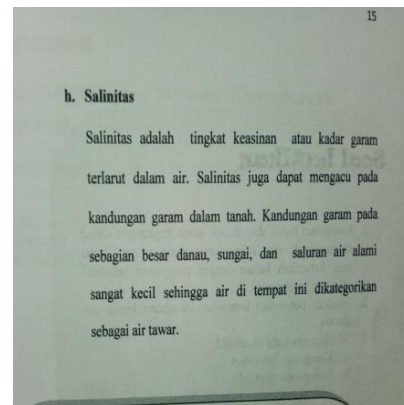 15
h. Salinitas
Salinitas adalah tingkat keasinan atau kadar garam
terlarut dalam air. Salinitas juga dapat mengacu pada
kandungan garam dalam tanah. Kandungan garam pada
sebagian besar danau, sungai, dan saluran air alami
sangat kecil sehingga air di tempat ini dikategorikan
sebagai air tawar.